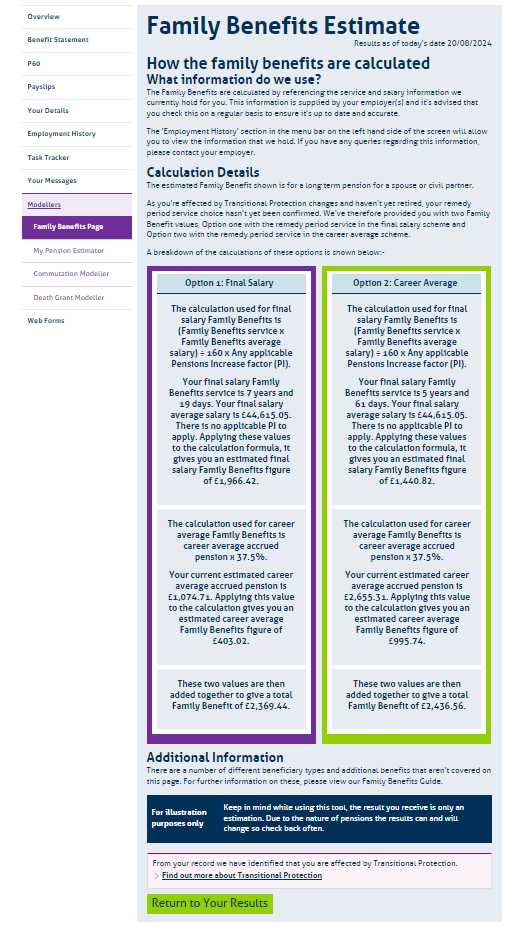 Overview
Benefit Statement
P60
Payslips
Your Details
Employment History
Task Tracker
Your Messages
Modellers
Family Benefits Page
My Pension Estimator
Commutation Modeller
Death Grant Modeller
Web Forms
Family Benefits Estimate
Results as of today's date 20/08/2024
How the family benefits are calculated
What information do we use?
The Family Benefits are calculated by referencing the service and salary information we
currently hold for you. This information is supplied by your employer(s) and it's advised that
you check this on a regular basis to ensure it's up to date and accurate.
The 'Employment History' section in the menu bar on the left hand side of the screen will allow
you to view the information that we hold. If you have any queries regarding this information,
please contact your employer.
Calculation Details
The estimated Family Benefit shown is for a long term pension for a spouse or civil partner.
As you're affected by Transitional Protection changes and haven't yet retired, your remedy
period service choice hasn't yet been confirmed. We've therefore provided you with two Family
Benefit values, Option one with the remedy period service in the final salary scheme and
Option two with the remedy period service in the career average scheme.
A breakdown of the calculations of these options is shown below:-
Option 1: Final Salary
The calculation used for final
salary Family Benefits is
(Family Benefits service x
Family Benefits average
salary) ÷ 160 x Any applicable
Pensions Increase factor (PI).
Your final salary Family
Benefits service is 7 years and
19 days. Your final salary
average salary is £44,615.05.
There is no applicable PI to
apply. Applying these values
to the calculation formula, it
gives you an estimated final
salary Family Benefits figure
of £1,966.42.
The calculation used for career
average Family Benefits is
career average accrued
pension x 37.5%.
Your current estimated career
average accrued pension is
£1,074.71. Applying this value
to the calculation gives you an
estimated career average
Family Benefits figure of
£403.02.
These two values are then
added together to give a total
Family Benefit of £2,369.44.
Option 2: Career Average
The calculation used for final
salary Family Benefits is
(Family Benefits service x
Family Benefits average
salary) ÷ 160 x Any applicable
Pensions Increase factor (PI).
Your final salary Family
Benefits service is 5 years and
61 days. Your final salary
average salary is £44,615.05.
There is no applicable PI to
apply. Applying these values
to the calculation formula, it
gives you an estimated final
salary Family Benefits figure
of £1,440.82.
The calculation used for career
average Family Benefits is
career average accrued
pension x 37.5%.
Your current estimated career
average accrued pension is
£2,655.31. Applying this value
to the calculation gives you an
estimated career average
Family Benefits figure of
£995.74.
These two values are then
added together to give a total
Family Benefit of £2,436.56.
Additional Information
There are a number of different beneficiary types and additional benefits that aren't covered on
this page. For further information on these, please view our Family Benefits Guide.
For illustration
purposes only
Keep in mind while using this tool, the result you receive is only an
estimation. Due to the nature of pensions the results can and will
change so check back often.
From your record we have identified that you are affected by Transitional Protection.
> Find out more about Transitional Protection
Return to Your Results